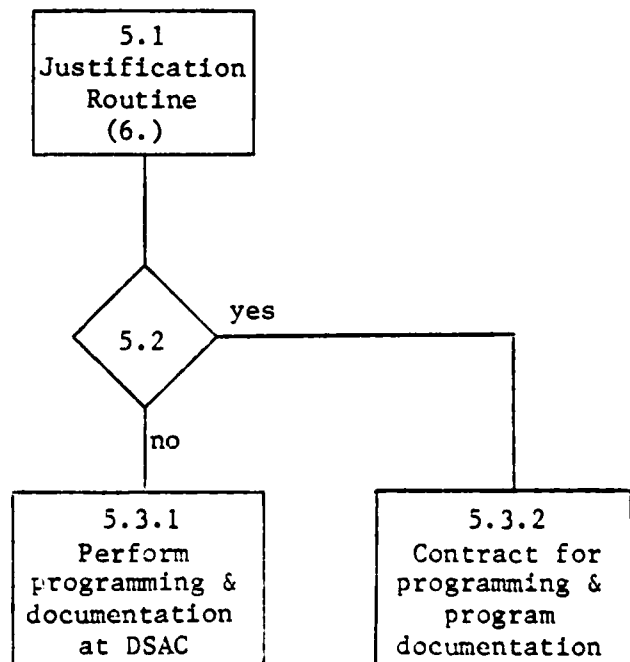 5.1
Justification
Routine
(6.)
5.2
yes
no
5.3.1
Perform
programming &
documentation
at DSAC
5.3.2
Contract for
programming &
program
documentation